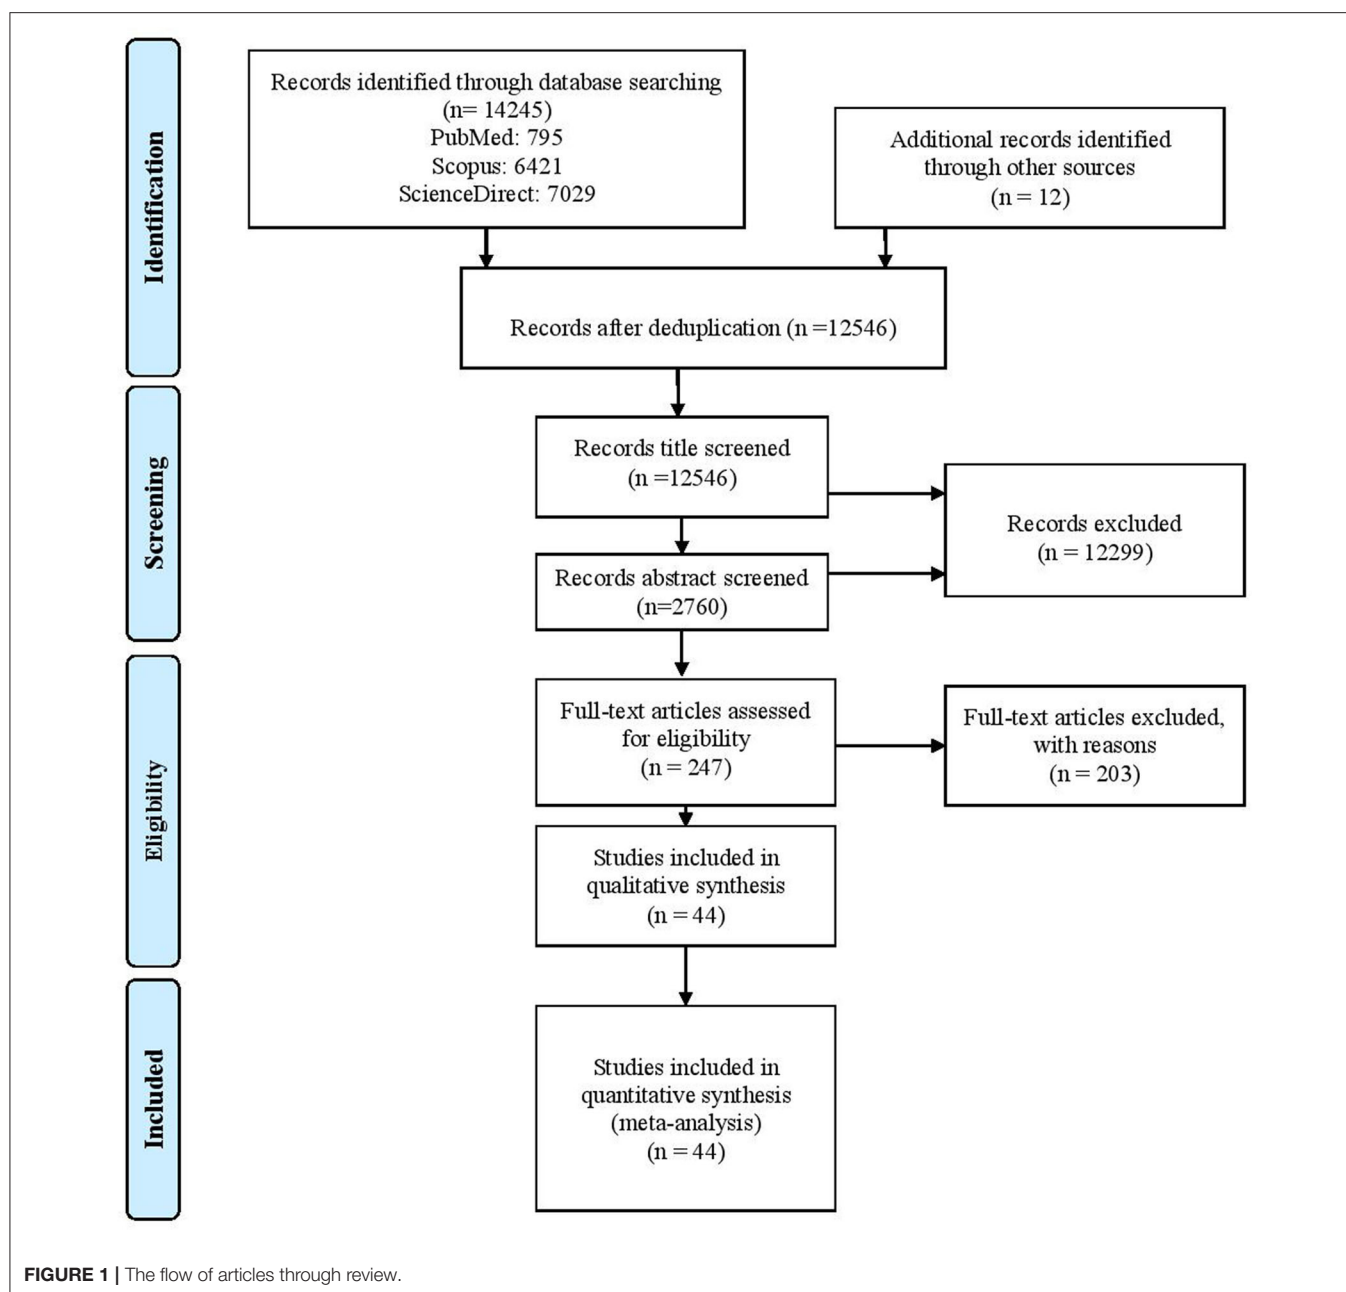 Identification
Records identified through database searching
(n= 14245)
PubMed: 795
Scopus: 6421
ScienceDirect: 7029
Additional records identified
through other sources
(n = 12)
Records after deduplication (n =12546)
Screening
Records title screened
(n =12546)
Records excluded
(n = 12299)
Records abstract screened
(n=2760)
Eligibility
Full-text articles assessed
for eligibility
(n = 247)
Full-text articles excluded,
with reasons
(n = 203)
Studies included in
qualitative synthesis
(n = 44)
Included
Studies included in
quantitative synthesis
(meta-analysis)
(n = 44)
FIGURE 1 | The flow of articles through review.